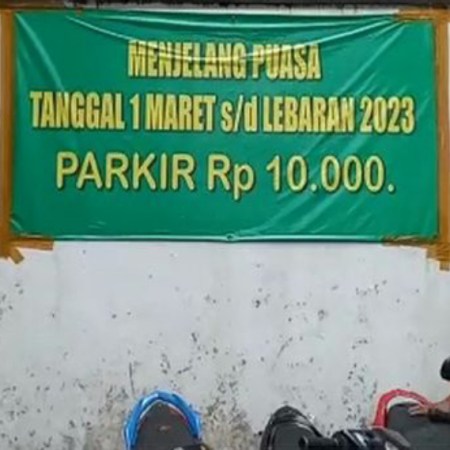 MENJELANG PUASA
TANGGAL 1 MARET s/d LEBARAN 2023
PARKIR Rp 10.000.